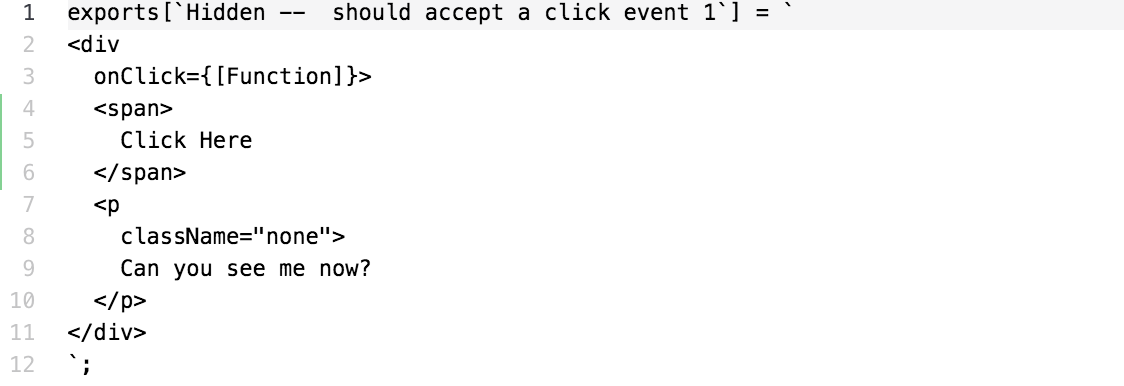 1 exports[`Hidden --  should accept a click event 1`] = `
2 <div
3   onClick={[Function]}>
4   <span>
5     Click Here
6   </span>
7   <p
8     className="none">
9     Can you see me now?
10   </p>
11 </div>
12 `;